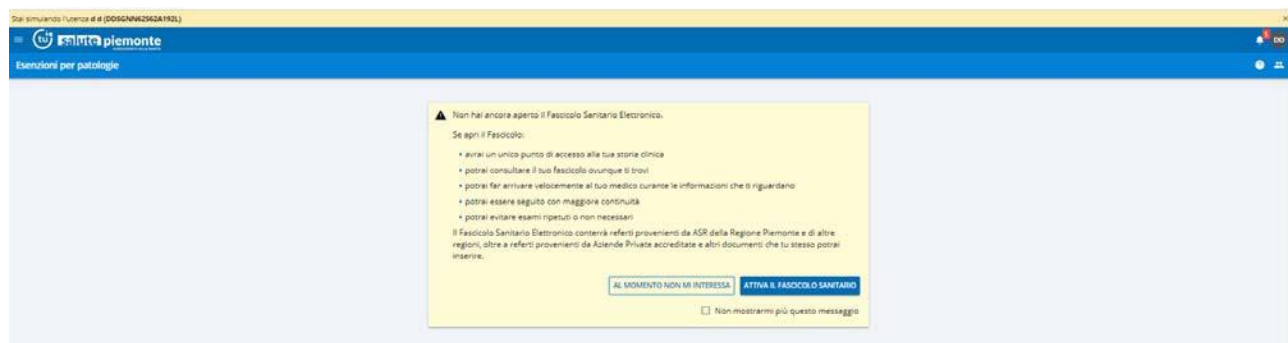 Stai simulando l'utenza d d (DDSGNN62S62A192L)
tu salute piemonte
5 DD
Esenzioni per patologie
Non hai ancora aperto il Fascicolo Sanitario Elettronico.
Se apri il Fascicolo:
• avrai un unico punto di accesso alla tua storia clinica
• potrai consultare il tuo fascicolo ovunque ti trovi
• potrai far arrivare velocemente al tuo medico curante le informazioni che ti riguardano
• potrai essere seguito con maggiore continuità
• potrai evitare esami ripetuti o non necessari
Il Fascicolo Sanitario Elettronico conterrà referti provenienti da ASR della Regione Piemonte e di altre
regioni, oltre a referti provenienti da Aziende Private accreditate e altri documenti che tu stesso potrai
inserire.
AL MOMENTO NON MI INTERESSA ATTIVA IL FASCICOLO SANITARIO
Non mostrarmi più questo messaggio